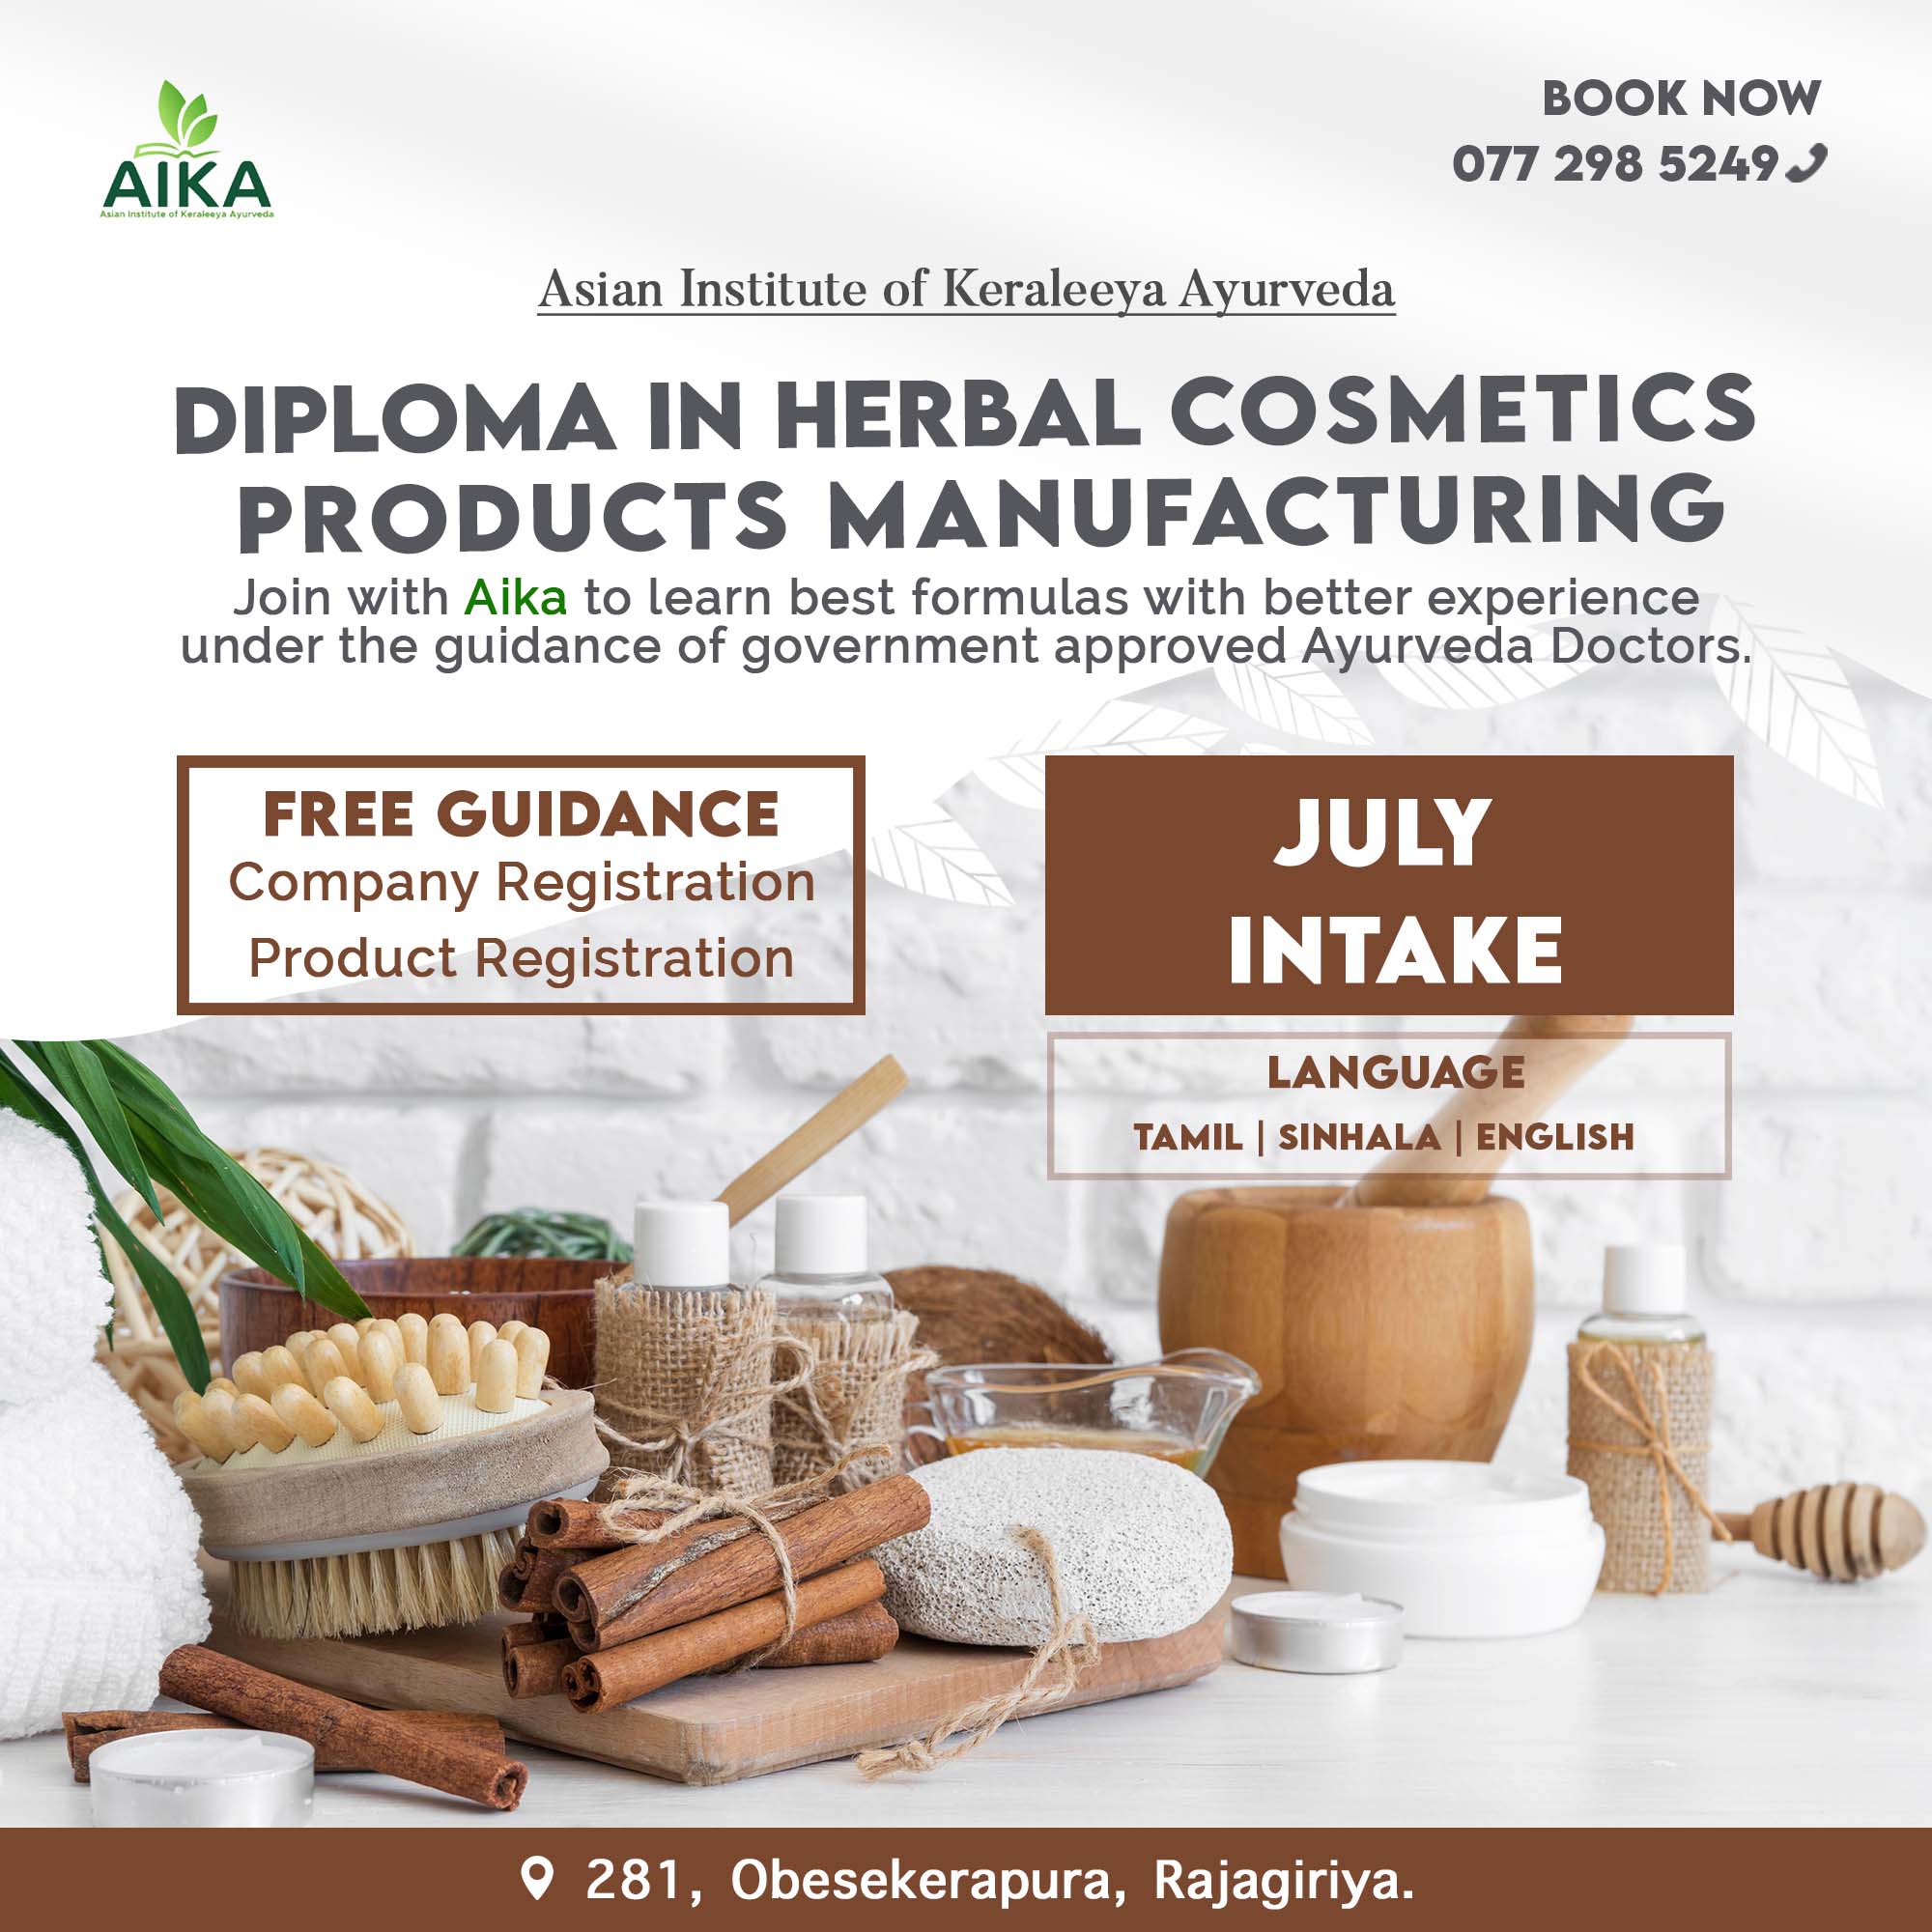 AIKA
Asian Institute of Keraleeya Ayurveda
BOOK NOW
077 298 5249
Asian Institute of Keraleeya Ayurveda
DIPLOMA IN HERBAL COSMETICS
PRODUCTS MANUFACTURING
Join with Aika to learn best formulas with better experience
under the guidance of government approved Ayurveda Doctors.
FREE GUIDANCE
Company Registration
Product Registration
JULY
INTAKE
LANGUAGE
TAMIL | SINHALA | ENGLISH
281, Obesekerapura, Rajagiriya.